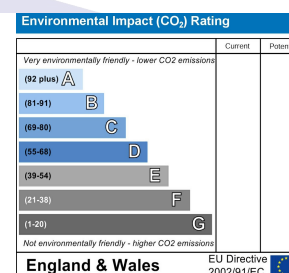 Environmental Impact (CO₂) Rating
Current Poten
Very environmentally friendly - lower CO2 emissions
(92 plus) A
(81-91) B
(69-80) C
(55-68) D
(39-54) E
(21-38) F
(1-20) G
Not environmentally friendly - higher CO2 emissions
England & Wales
EU Directive
2002/91/EC